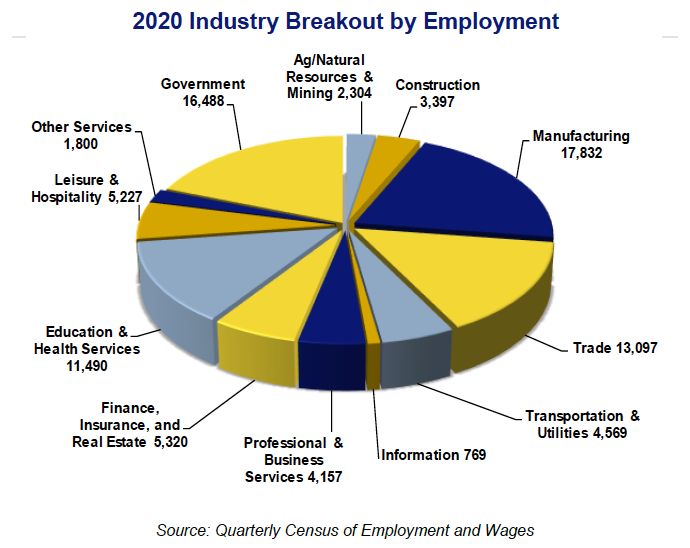 2020 Industry Breakout by Employment
Ag/Natural
Resources &
Mining 2,304
Construction
3,397
Manufacturing
17,832
Trade 13,097
Transportation &
Utilities 4,569
Information 769
Professional &
Business
Services 4,157
Finance,
Insurance, and
Real Estate 5,320
Education &
Health Services
11,490
Leisure &
Hospitality 5,227
Other Services
1,800
Government
16,488
Source: Quarterly Census of Employment and Wages